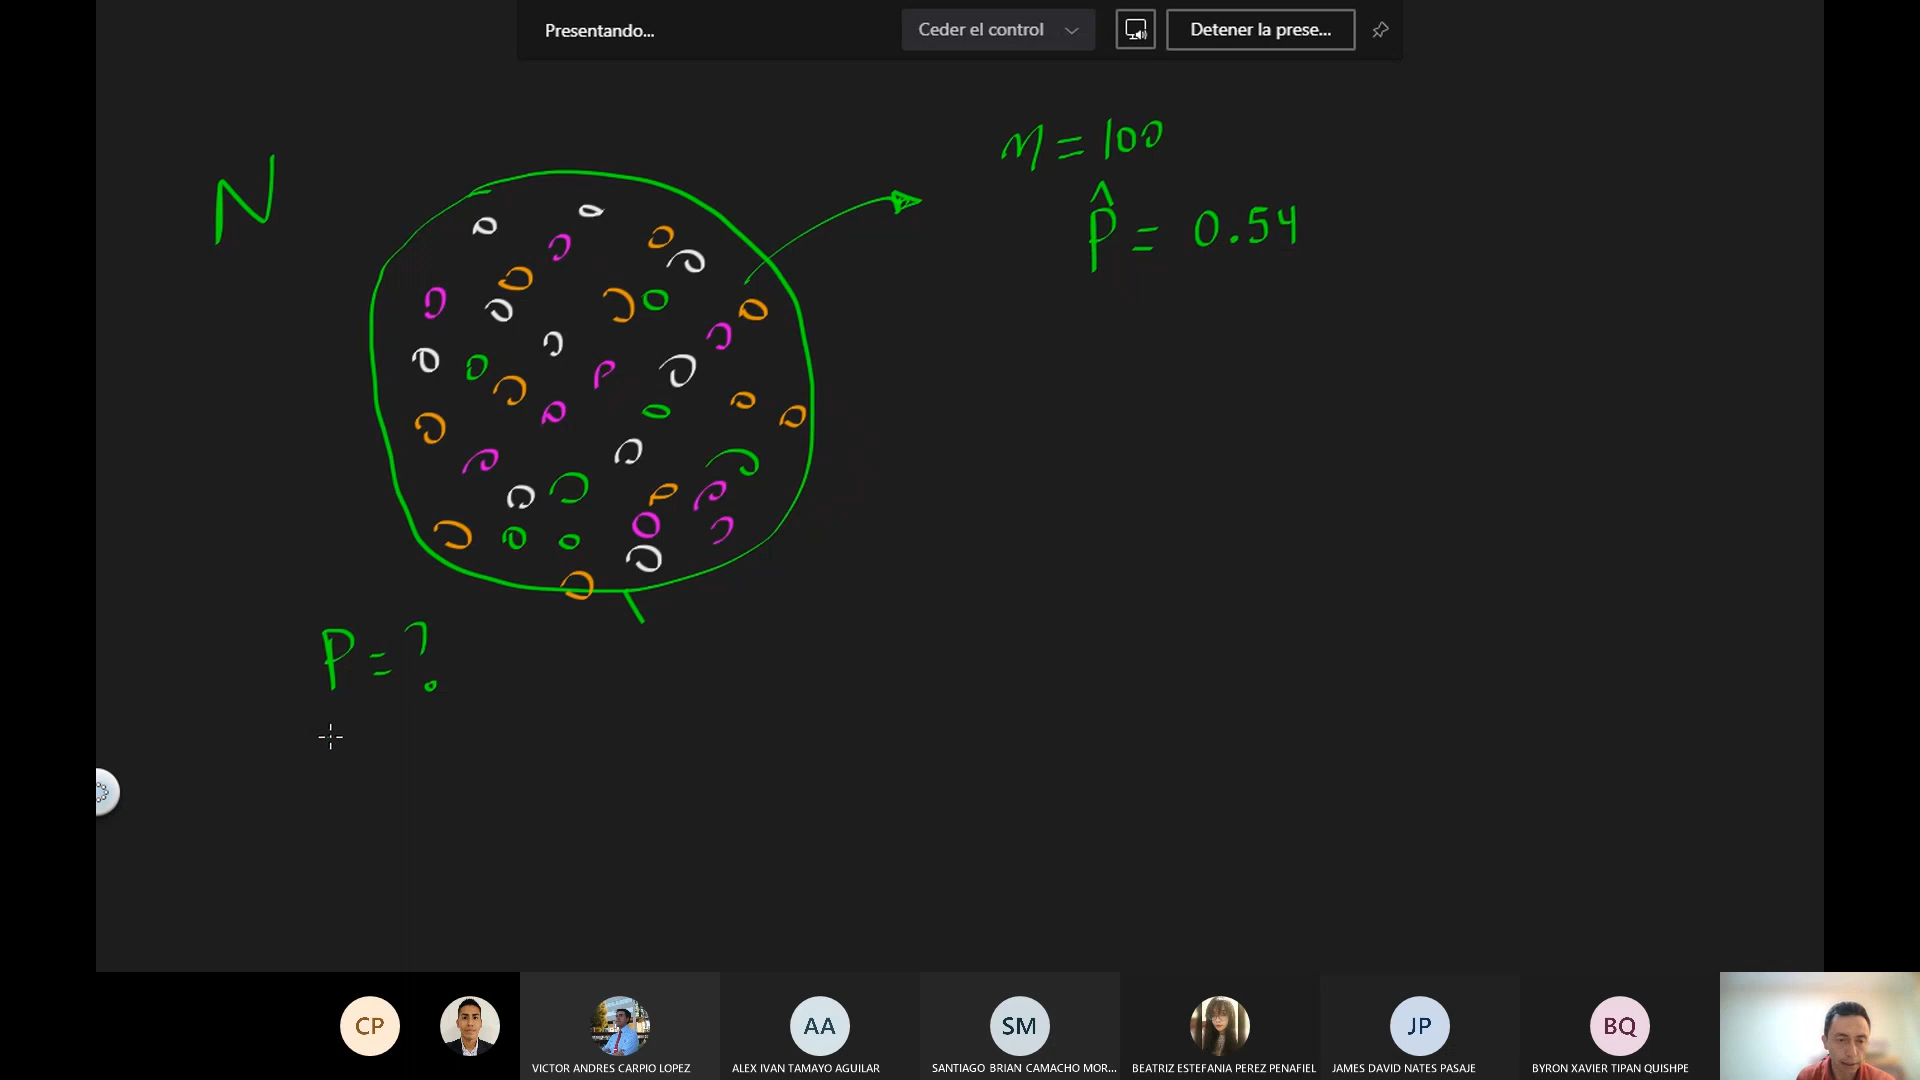 Presentando...
Ceder el control
Detener la prese...
N
n = 100
p̂ = 0.54
P = ?
CP
AA
SM
JP
BQ
VICTOR ANDRES CARPIO LOPEZ
ALEX IVAN TAMAYO AGUILAR
SANTIAGO BRIAN CAMACHO MOR...
BEATRIZ ESTEFANIA PEREZ PENAFIEL
JAMES DAVID NATES PASAJE
BYRON XAVIER TIPAN QUISHPE